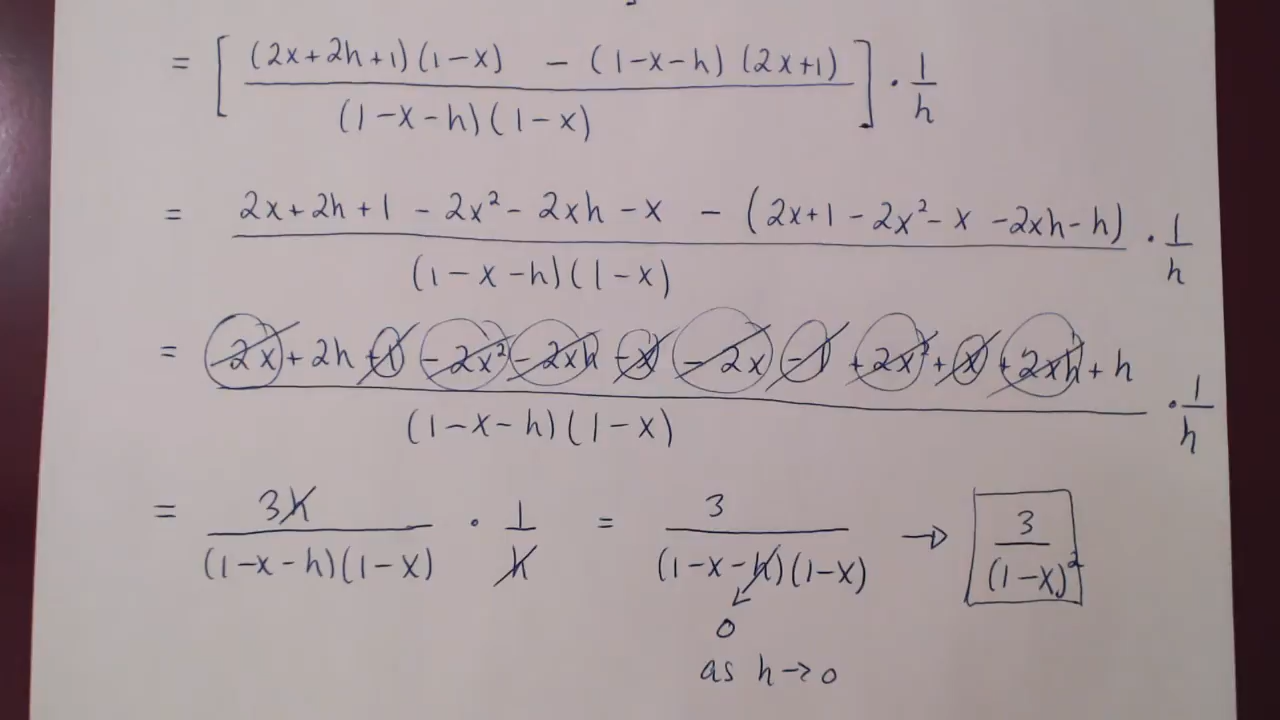 = [ ((2x+2h+1)(1-x) - (1-x-h)(2x+1)) / ((1-x-h)(1-x)) ] · 1/h
= (2x+2h+1-2x²-2xh-x - (2x+1-2x²-x-2xh-h)) / ((1-x-h)(1-x)) · 1/h
= (2x+2h+1-2x²-2xh-x-2x-1+2x²+x+2xh+h) / ((1-x-h)(1-x)) · 1/h
= 3h / ((1-x-h)(1-x)) · 1/h = 3 / ((1-x-h)(1-x)) → 3 / (1-x)²
0
as h→0